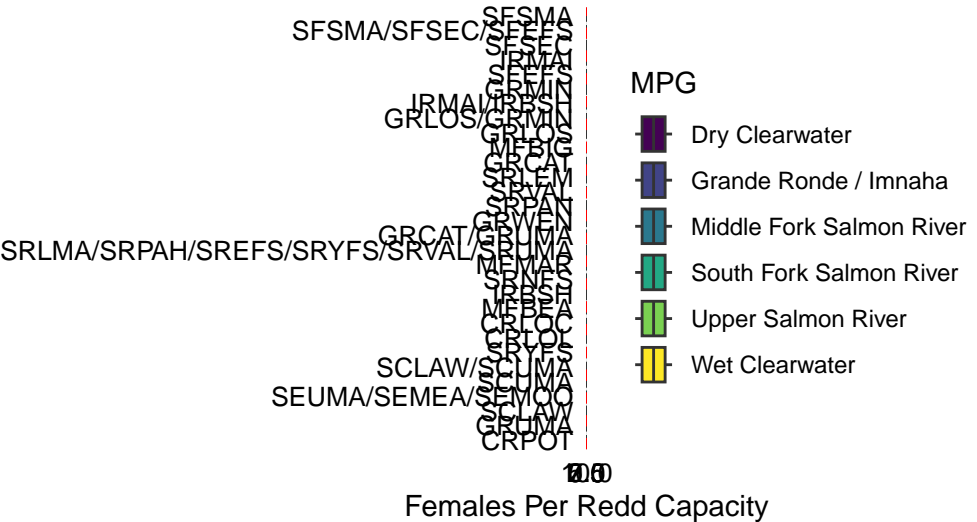 SFSMA
SFSMA/SFSEC/SFEFS
SFSEC
IRMAI
SFEFS
GRMIN
IRMAI/IRBSH
GRLOS/GRMIN
GRLOS
MFBIG
GRCAT
SRLEM
SRVAL
SRPAN
GRWEN
GRCAT/GRUMA
SRLMA/SRPAH/SREFS/SRYFS/SRVAL/SRUMA
MFMAR
SRNFS
IRBSH
MFBEA
CRLOC
CRLOL
SRYFS
SCLAW/SCUMA
SCUMA
SEUMA/SEMEA/SEMOO
SCLAW
GRUMA
CRPOT
Females Per Redd Capacity
MPG
Dry Clearwater
Grande Ronde / Imnaha
Middle Fork Salmon River
South Fork Salmon River
Upper Salmon River
Wet Clearwater